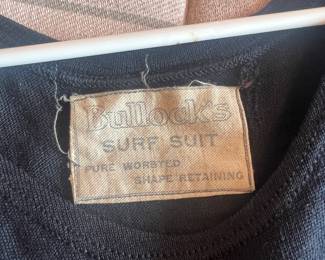 Bullock's
SURF SUIT
PURE WORSTED
SHAPE RETAINING